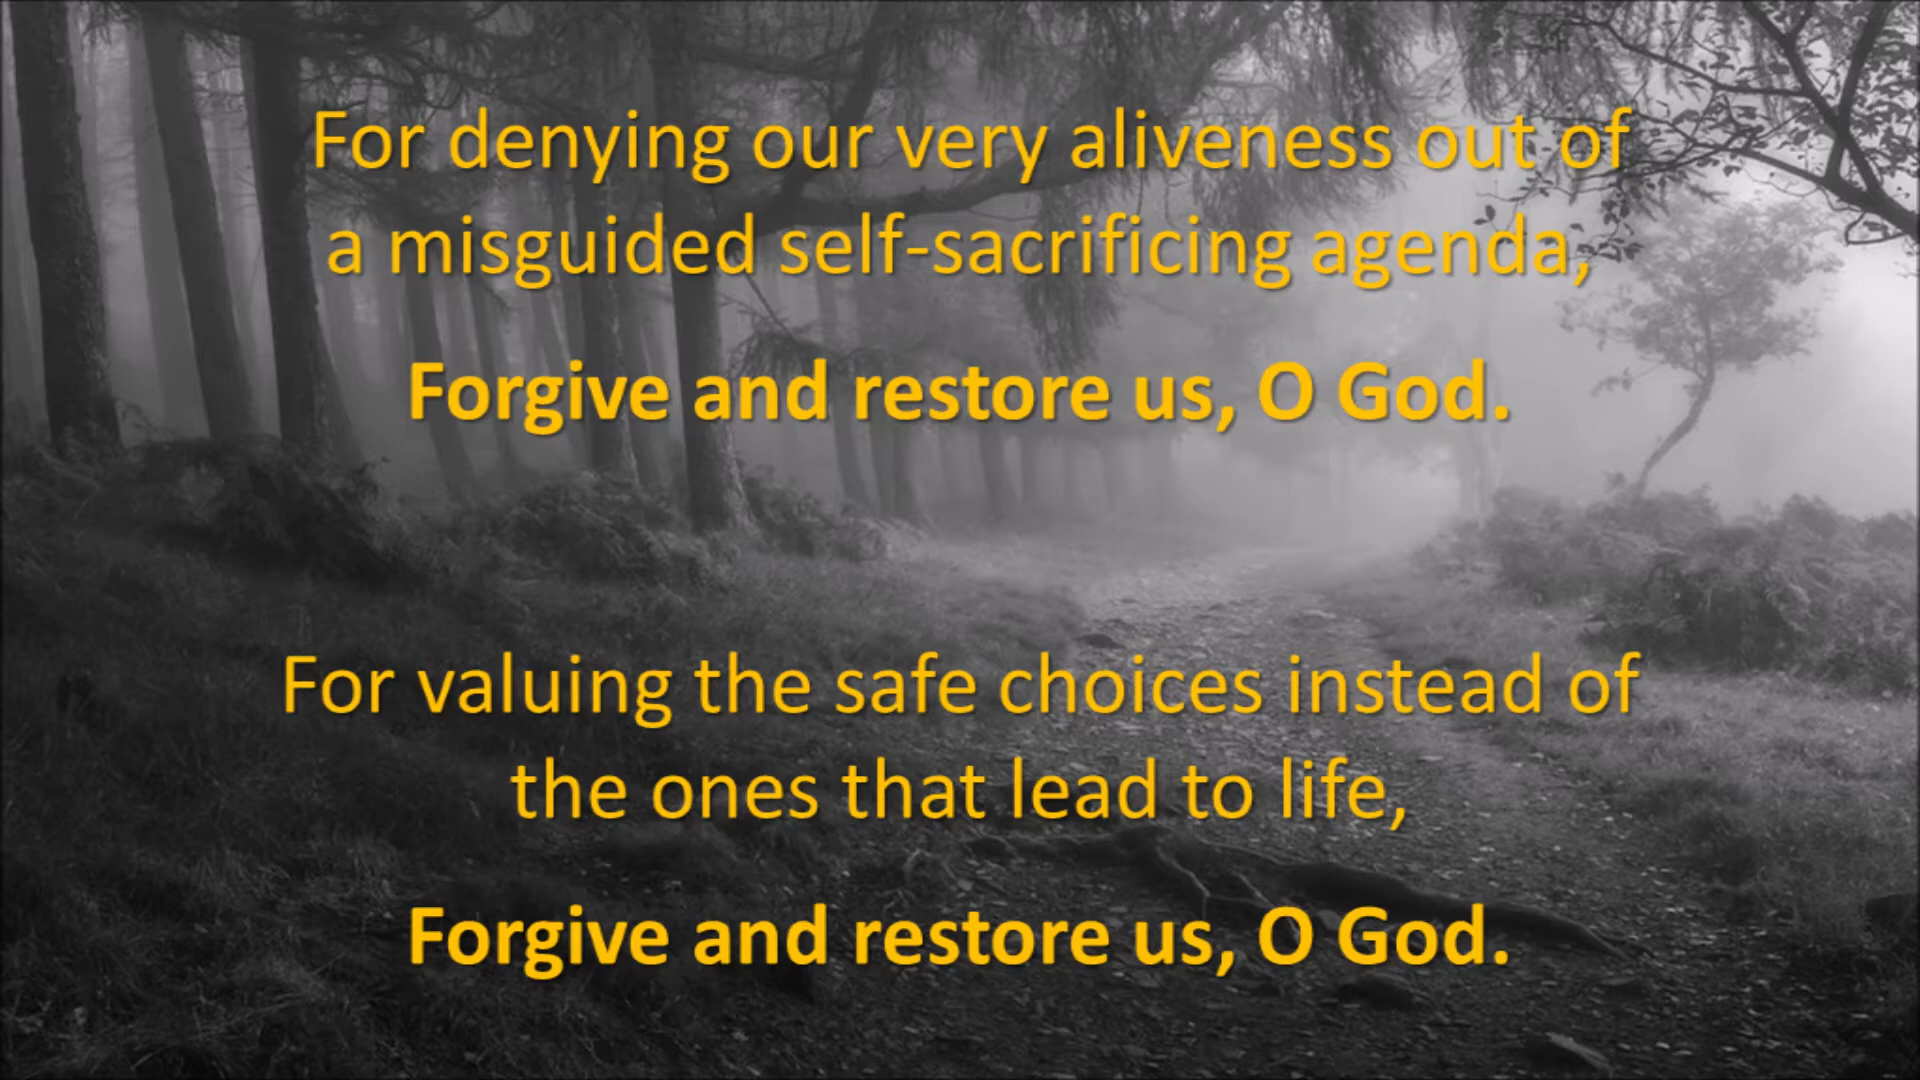 For denying our very aliveness out of
a misguided self-sacrificing agenda,
Forgive and restore us, O God.
For valuing the safe choices instead of
the ones that lead to life,
Forgive and restore us, O God.